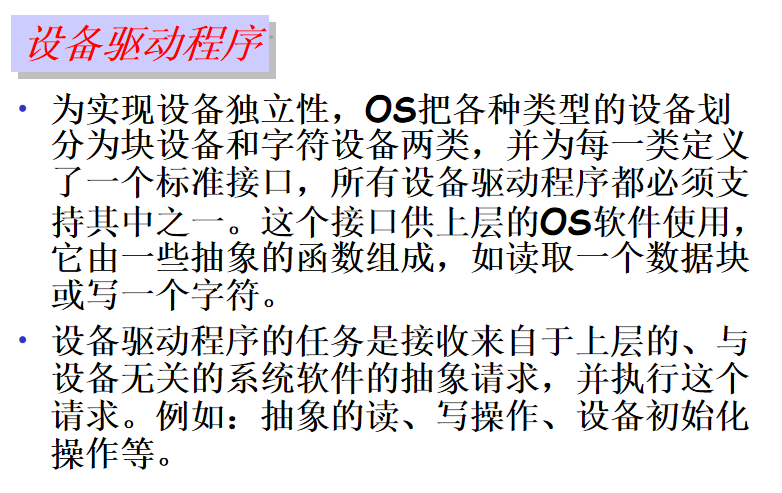 设备驱动程序
• 为实现设备独立性，OS把各种类型的设备划
分为块设备和字符设备两类，并为每一类定义
了一个标准接口，所有设备驱动程序都必须支
持其中之一。这个接口供上层的OS软件使用，
它由一些抽象的函数组成，如读取一个数据块
或写一个字符。
• 设备驱动程序的任务是接收来自于上层的、与
设备无关的系统软件的抽象请求，并执行这个
请求。例如：抽象的读、写操作、设备初始化
操作等。